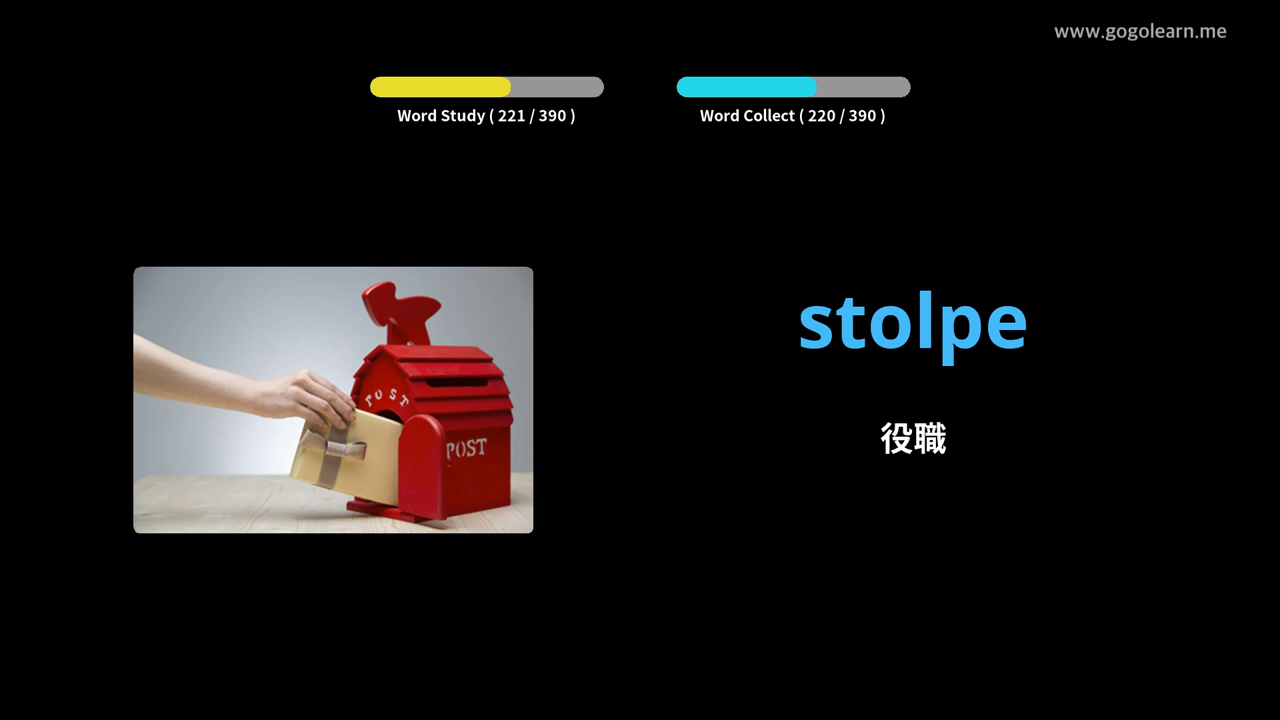 www.gogolearn.me
Word Study ( 221 / 390 )
Word Collect ( 220 / 390 )
stolpe
役職
POST
POST